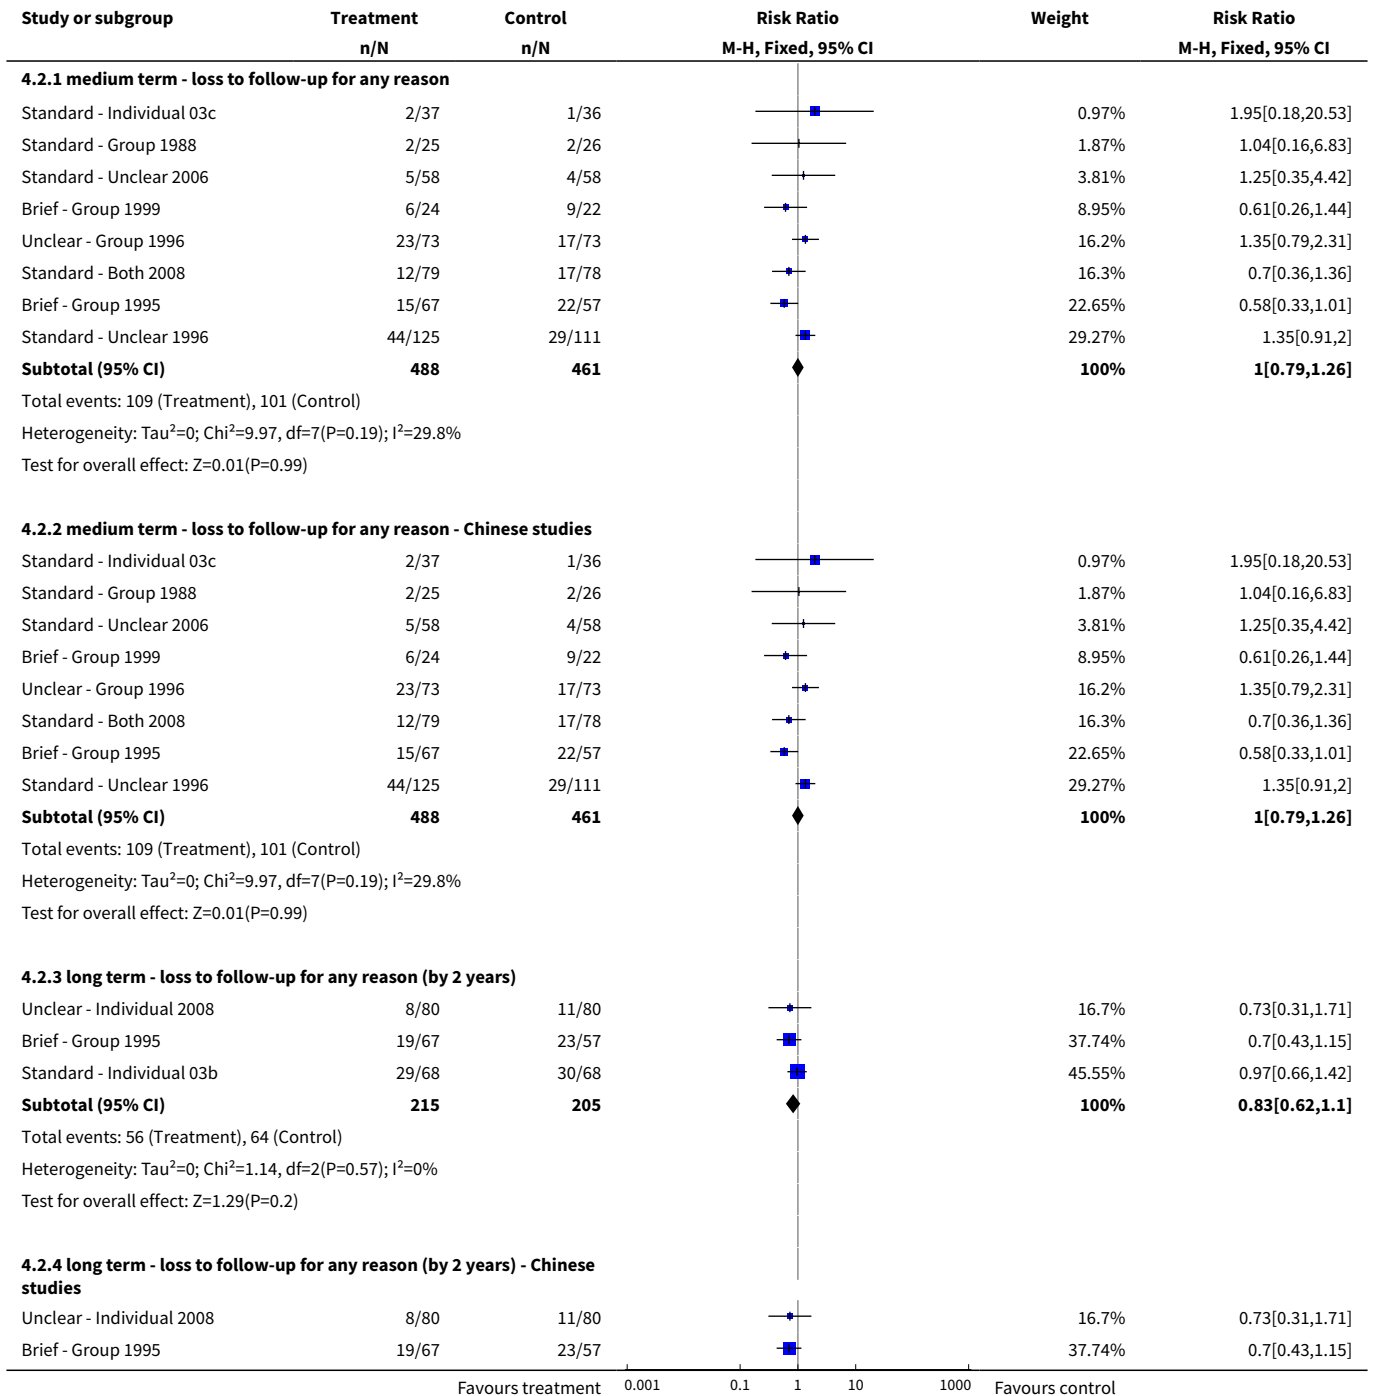 Study or subgroup Treatment Control Risk Ratio Weight Risk Ratio
n/N n/N M-H, Fixed, 95% CI M-H, Fixed, 95% CI
4.2.1 medium term - loss to follow-up for any reason
Standard - Individual 03c 2/37 1/36 0.97% 1.95[0.18,20.53]
Standard - Group 1988 2/25 2/26 1.87% 1.04[0.16,6.83]
Standard - Unclear 2006 5/58 4/58 3.81% 1.25[0.35,4.42]
Brief - Group 1999 6/24 9/22 8.95% 0.61[0.26,1.44]
Unclear - Group 1996 23/73 17/73 16.2% 1.35[0.79,2.31]
Standard - Both 2008 12/79 17/78 16.3% 0.7[0.36,1.36]
Brief - Group 1995 15/67 22/57 22.65% 0.58[0.33,1.01]
Standard - Unclear 1996 44/125 29/111 29.27% 1.35[0.91,2]
Subtotal (95% CI) 488 461 100% 1[0.79,1.26]
Total events: 109 (Treatment), 101 (Control)
Heterogeneity: Tau²=0; Chi²=9.97, df=7(P=0.19); I²=29.8%
Test for overall effect: Z=0.01(P=0.99)
4.2.2 medium term - loss to follow-up for any reason - Chinese studies
Standard - Individual 03c 2/37 1/36 0.97% 1.95[0.18,20.53]
Standard - Group 1988 2/25 2/26 1.87% 1.04[0.16,6.83]
Standard - Unclear 2006 5/58 4/58 3.81% 1.25[0.35,4.42]
Brief - Group 1999 6/24 9/22 8.95% 0.61[0.26,1.44]
Unclear - Group 1996 23/73 17/73 16.2% 1.35[0.79,2.31]
Standard - Both 2008 12/79 17/78 16.3% 0.7[0.36,1.36]
Brief - Group 1995 15/67 22/57 22.65% 0.58[0.33,1.01]
Standard - Unclear 1996 44/125 29/111 29.27% 1.35[0.91,2]
Subtotal (95% CI) 488 461 100% 1[0.79,1.26]
Total events: 109 (Treatment), 101 (Control)
Heterogeneity: Tau²=0; Chi²=9.97, df=7(P=0.19); I²=29.8%
Test for overall effect: Z=0.01(P=0.99)
4.2.3 long term - loss to follow-up for any reason (by 2 years)
Unclear - Individual 2008 8/80 11/80 16.7% 0.73[0.31,1.71]
Brief - Group 1995 19/67 23/57 37.74% 0.7[0.43,1.15]
Standard - Individual 03b 29/68 30/68 45.55% 0.97[0.66,1.42]
Subtotal (95% CI) 215 205 100% 0.83[0.62,1.1]
Total events: 56 (Treatment), 64 (Control)
Heterogeneity: Tau²=0; Chi²=1.14, df=2(P=0.57); I²=0%
Test for overall effect: Z=1.29(P=0.2)
4.2.4 long term - loss to follow-up for any reason (by 2 years) - Chinese
studies
Unclear - Individual 2008 8/80 11/80 16.7% 0.73[0.31,1.71]
Brief - Group 1995 19/67 23/57 37.74% 0.7[0.43,1.15]
Favours treatment 0.001 0.1 1 10 1000 Favours control